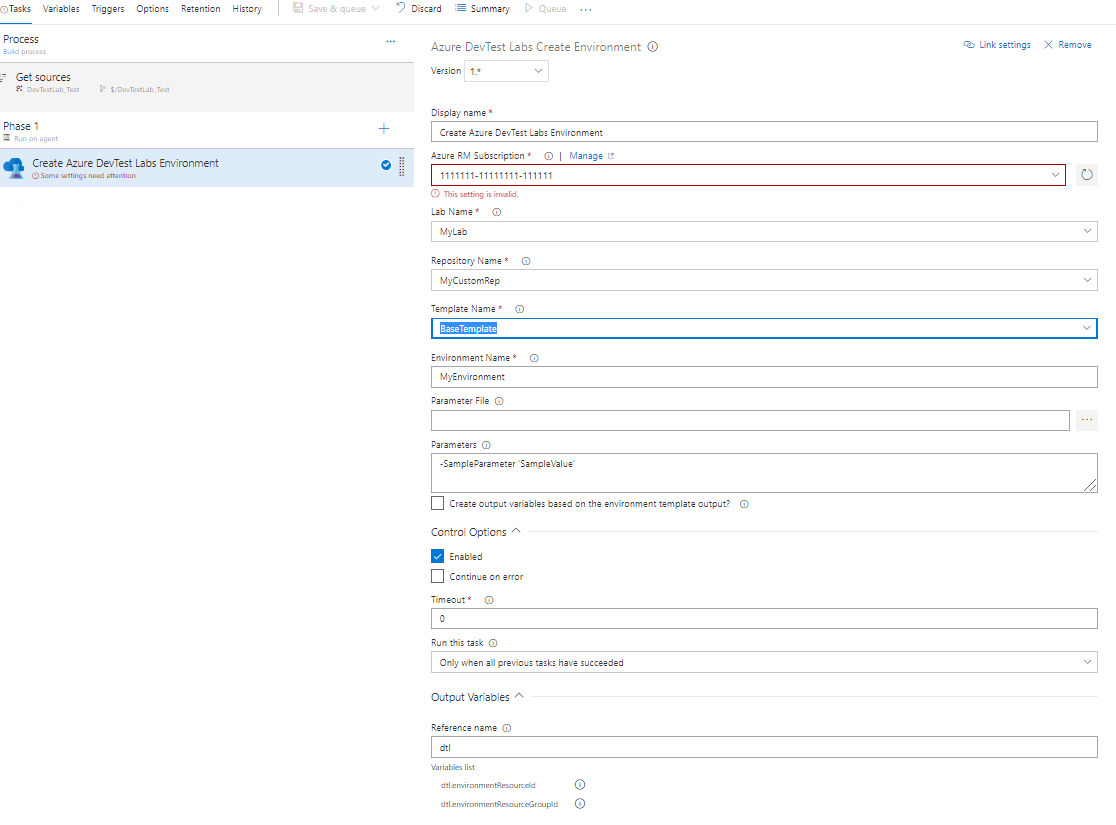 Tasks Variables Triggers Options Retention History Save & queue Discard Summary Queue ...
Process ...
Build process
Get sources
DevTestLab_Test $/DevTestLab_Test
Phase 1
Run on agent
Create Azure DevTest Labs Environment
Some settings need attention
Azure DevTest Labs Create Environment Link settings Remove
Version 1.*
Display name *
Create Azure DevTest Labs Environment
Azure RM Subscription * | Manage
1111111-11111111-111111
This setting is invalid.
Lab Name *
MyLab
Repository Name *
MyCustomRep
Template Name *
BaseTemplate
Environment Name *
MyEnvironment
Parameter File
...
Parameters
-SampleParameter 'SampleValue'
Create output variables based on the environment template output?
Control Options
Enabled
Continue on error
Timeout *
0
Run this task
Only when all previous tasks have succeeded
Output Variables
Reference name
dtl
Variables list
dtl.environmentResourceId
dtl.environmentResourceGroupId